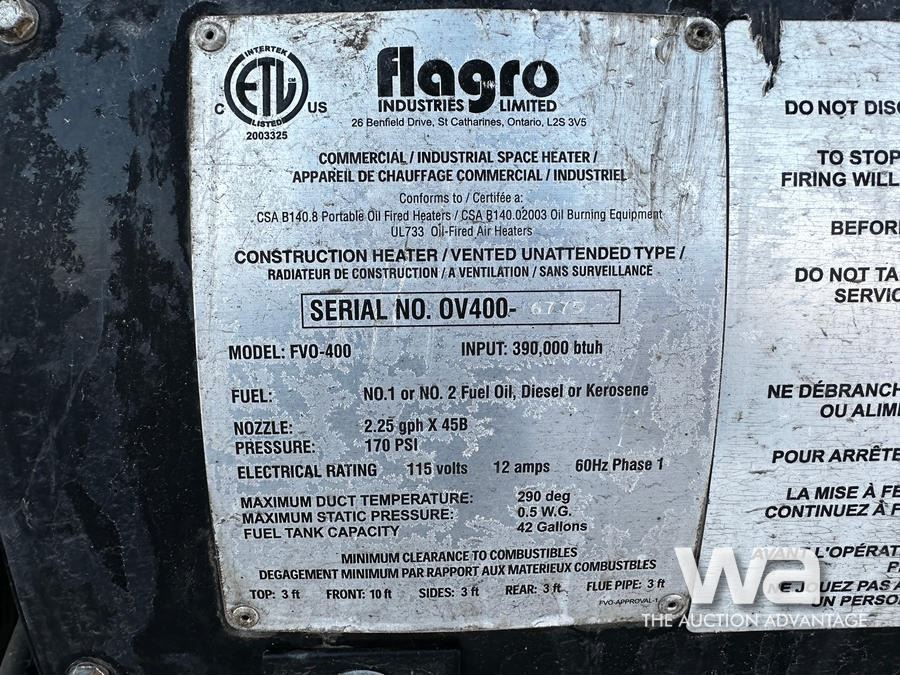 INTERTEK
C ETL CM US
LISTED
2003325
flagro
INDUSTRIES LIMITED
26 Benfield Drive, St Catharines, Ontario, L2S 3V5
COMMERCIAL / INDUSTRIAL SPACE HEATER /
APPAREIL DE CHAUFFAGE COMMERCIAL / INDUSTRIEL
Conforms to / Certifée a:
CSA B140.8 Portable Oil Fired Heaters / CSA B140.02003 Oil Burning Equipment
UL733 Oil-Fired Air Heaters
CONSTRUCTION HEATER / VENTED UNATTENDED TYPE /
RADIATEUR DE CONSTRUCTION / A VENTILATION / SANS SURVEILLANCE
SERIAL NO. OV400- 6775
MODEL: FVO-400 INPUT: 390,000 btuh
FUEL: NO.1 or NO. 2 Fuel Oil, Diesel or Kerosene
NOZZLE: 2.25 gph X 45B
PRESSURE: 170 PSI
ELECTRICAL RATING 115 volts 12 amps 60Hz Phase 1
MAXIMUM DUCT TEMPERATURE: 290 deg
MAXIMUM STATIC PRESSURE: 0.5 W.G.
FUEL TANK CAPACITY 42 Gallons
MINIMUM CLEARANCE TO COMBUSTIBLES
DEGAGEMENT MINIMUM PAR RAPPORT AUX MATERIEUX COMBUSTBLES
TOP: 3 ft FRONT: 10 ft SIDES: 3 ft REAR: 3 ft FLUE PIPE: 3 ft
FVO-APPROVAL-1
DO NOT DISC
TO STOP
FIRING WILL
BEFOR
DO NOT TA
SERVIC
NE DÉBRANCH
OU ALIM
POUR ARRÊTE
LA MISE À FE
CONTINUEZ À F
L'OPÉRAT
NE JOUEZ PAS A
UN PERSON
wa
AVANT
THE AUCTION ADVANTAGE